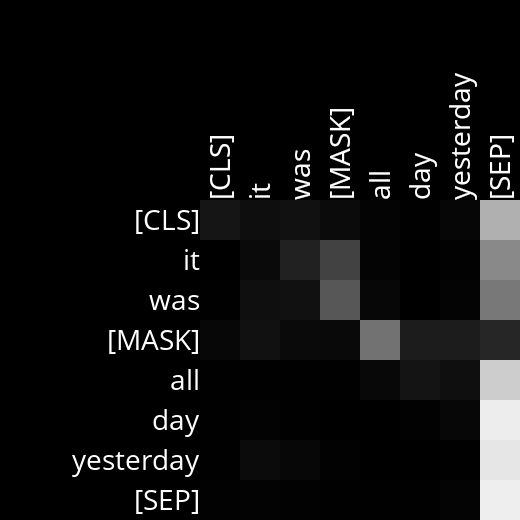 [CLS]
it
was
[MASK]
all
day
yesterday
[SEP]
[CLS]
it
was
[MASK]
all
day
yesterday
[SEP]